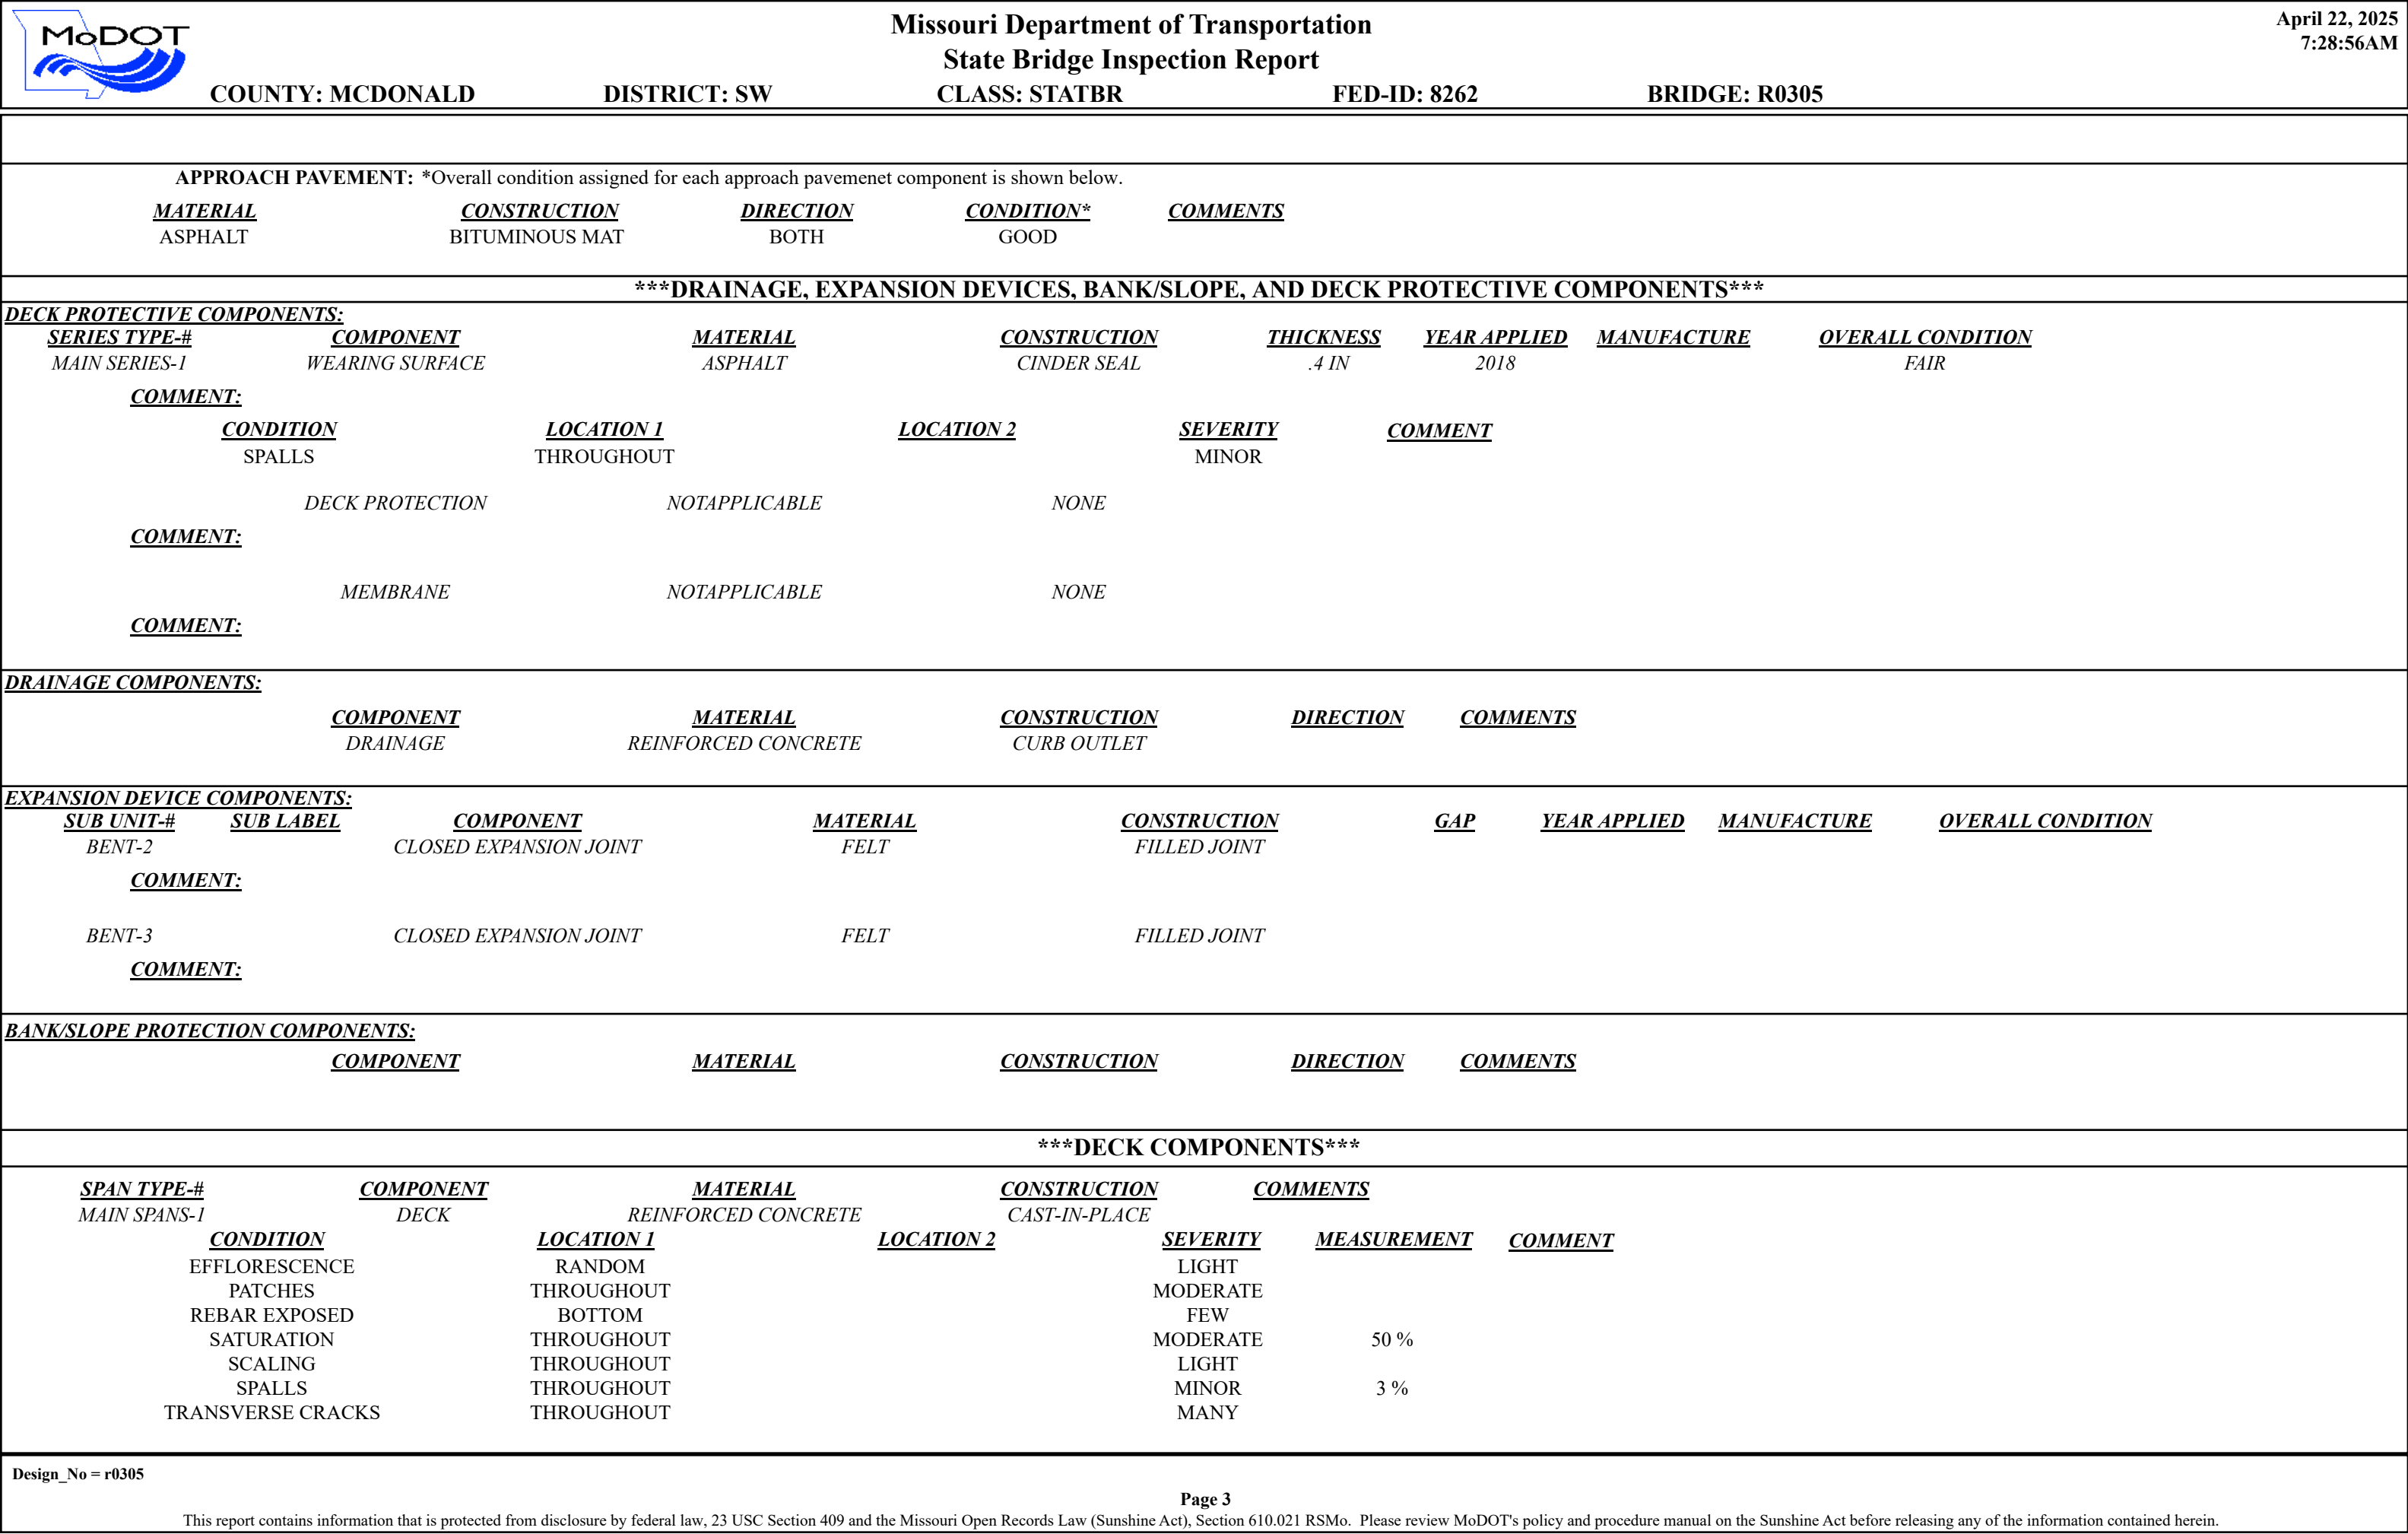 MoDOT
Missouri Department of Transportation
State Bridge Inspection Report
April 22, 2025
7:28:56AM
COUNTY: MCDONALD DISTRICT: SW CLASS: STATBR FED-ID: 8262 BRIDGE: R0305
APPROACH PAVEMENT: *Overall condition assigned for each approach pavemenet component is shown below.
MATERIAL CONSTRUCTION DIRECTION CONDITION* COMMENTS
ASPHALT BITUMINOUS MAT BOTH GOOD
***DRAINAGE, EXPANSION DEVICES, BANK/SLOPE, AND DECK PROTECTIVE COMPONENTS***
DECK PROTECTIVE COMPONENTS:
SERIES TYPE-# COMPONENT MATERIAL CONSTRUCTION THICKNESS YEAR APPLIED MANUFACTURE OVERALL CONDITION
MAIN SERIES-1 WEARING SURFACE ASPHALT CINDER SEAL .4 IN 2018 FAIR
COMMENT:
CONDITION LOCATION 1 LOCATION 2 SEVERITY COMMENT
SPALLS THROUGHOUT MINOR
DECK PROTECTION NOTAPPLICABLE NONE
COMMENT:
MEMBRANE NOTAPPLICABLE NONE
COMMENT:
DRAINAGE COMPONENTS:
COMPONENT MATERIAL CONSTRUCTION DIRECTION COMMENTS
DRAINAGE REINFORCED CONCRETE CURB OUTLET
EXPANSION DEVICE COMPONENTS:
SUB UNIT-# SUB LABEL COMPONENT MATERIAL CONSTRUCTION GAP YEAR APPLIED MANUFACTURE OVERALL CONDITION
BENT-2 CLOSED EXPANSION JOINT FELT FILLED JOINT
COMMENT:
BENT-3 CLOSED EXPANSION JOINT FELT FILLED JOINT
COMMENT:
BANK/SLOPE PROTECTION COMPONENTS:
COMPONENT MATERIAL CONSTRUCTION DIRECTION COMMENTS
***DECK COMPONENTS***
SPAN TYPE-# COMPONENT MATERIAL CONSTRUCTION COMMENTS
MAIN SPANS-1 DECK REINFORCED CONCRETE CAST-IN-PLACE
CONDITION LOCATION 1 LOCATION 2 SEVERITY MEASUREMENT COMMENT
EFFLORESCENCE RANDOM LIGHT
PATCHES THROUGHOUT MODERATE
REBAR EXPOSED BOTTOM FEW
SATURATION THROUGHOUT MODERATE 50 %
SCALING THROUGHOUT LIGHT
SPALLS THROUGHOUT MINOR 3 %
TRANSVERSE CRACKS THROUGHOUT MANY
Design_No = r0305
Page 3
This report contains information that is protected from disclosure by federal law, 23 USC Section 409 and the Missouri Open Records Law (Sunshine Act), Section 610.021 RSMo. Please review MoDOT's policy and procedure manual on the Sunshine Act before releasing any of the information contained herein.